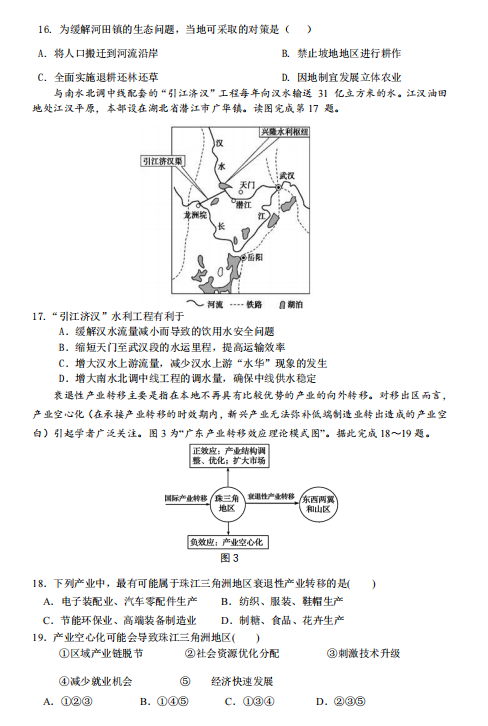 16. 为缓解河田镇的生态问题，当地可采取的对策是（　　）
A. 将人口搬迁到河流沿岸　　B. 禁止坡地地区进行耕作
C. 全面实施退耕还林还草　　D. 因地制宜发展立体农业
与南水北调中线配套的“引江济汉”工程每年向汉水输送 31 亿立方米的水。江汉油田
地处江汉平原，本部设在湖北省潜江市广华镇。读图完成第 17 题。
兴隆水利枢纽
汉
水
引江济汉渠
天门
武汉
龙洲垸
潜江
长
江
岳阳
河流　铁路　湖泊
17.“引江济汉”水利工程有利于
A．缓解汉水流量减小而导致的饮用水安全问题
B．缩短天门至武汉段的水运里程，提高运输效率
C．增大汉水上游流量，减少汉水上游“水华”现象的发生
D．增大南水北调中线工程的调水量，确保中线供水稳定
衰退性产业转移主要是指在本地不再具有比较优势的产业的向外转移。对移出区而言，
产业空心化（在承接产业转移的时效期内，新兴产业无法弥补低端制造业转出造成的产业空
白）引起学者广泛关注。图 3 为“广东产业转移效应理论模式图”。据此完成 18～19 题。
正效应：产业结构调
整、优化；扩大市场
国际产业转移
珠三角
地区
衰退性产业转移
东西两翼
和山区
负效应：产业空心化
图 3
18．下列产业中，最有可能属于珠江三角洲地区衰退性产业转移的是(　　)
A．电子装配业、汽车零配件生产　　B．纺织、服装、鞋帽生产
C．节能环保业、高端装备制造业　　D．制糖、食品、花卉生产
19．产业空心化可能会导致珠江三角洲地区(　　)
①区域产业链脱节　　②社会资源优化分配　　③刺激技术升级
④减少就业机会　　⑤　经济快速发展
A．①②③　　B．①④⑤　　C．①③④　　D．②③⑤